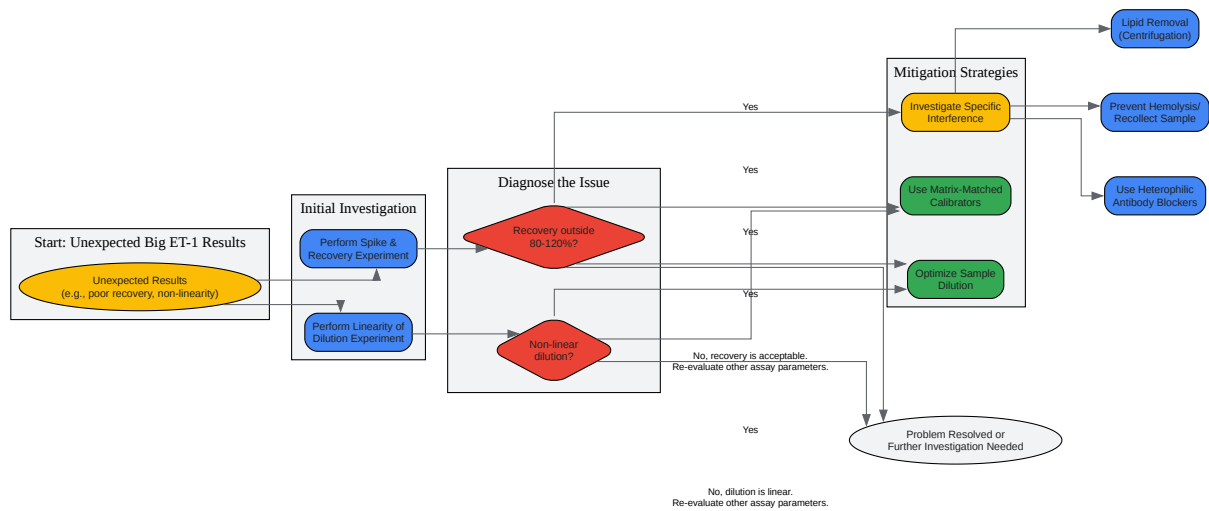 Start: Unexpected Big ET-1 Results
Unexpected Results
(e.g., poor recovery, non-linearity)
Initial Investigation
Perform Spike &
Recovery Experiment
Perform Linearity of
Dilution Experiment
Diagnose the Issue
Recovery outside
80-120%?
Non-linear
dilution?
Yes
Yes
Yes
Yes
No, recovery is acceptable.
Re-evaluate other assay parameters.
Yes
No, dilution is linear.
Re-evaluate other assay parameters.
Mitigation Strategies
Investigate Specific
Interference
Use Matrix-Matched
Calibrators
Optimize Sample
Dilution
Problem Resolved or
Further Investigation Needed
Lipid Removal
(Centrifugation)
Prevent Hemolysis/
Recollect Sample
Use Heterophilic
Antibody Blockers